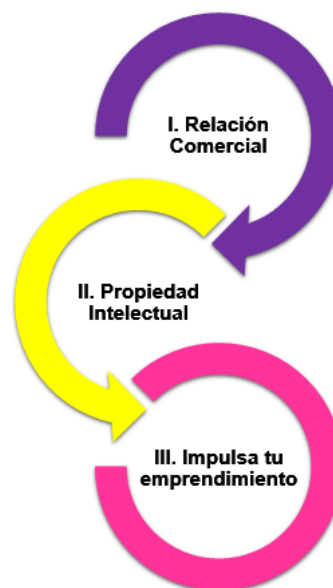 I. Relación
Comercial
II. Propiedad
Intelectual
III. Impulsa tu
emprendimiento